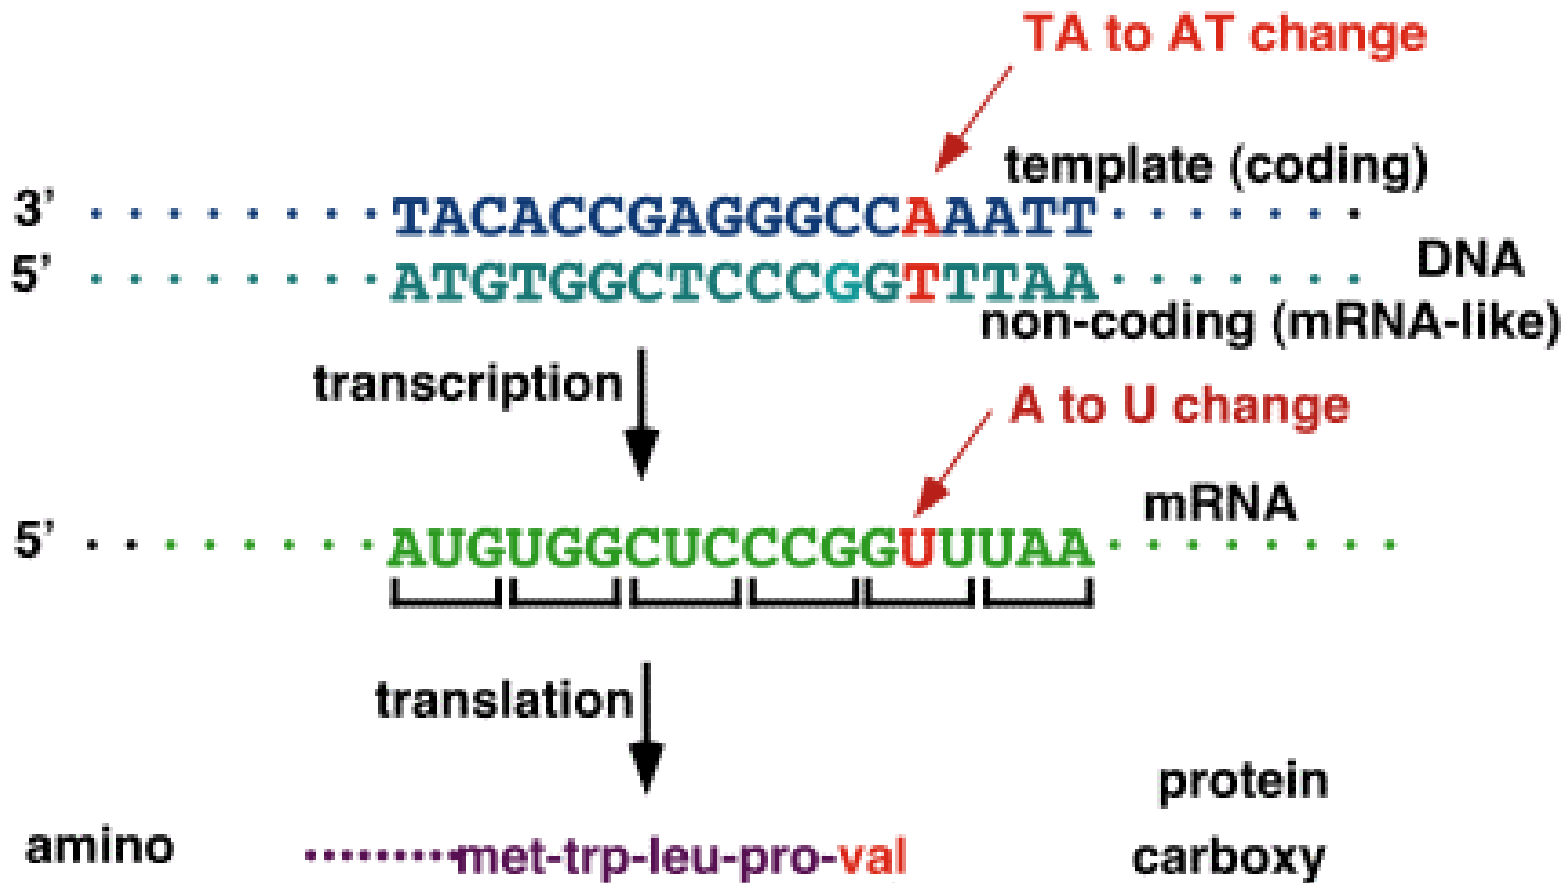 TA to AT change
template (coding)
3' TACACCGAGGGCCAAATT
5' ATGTGGCTCCCGGTTTAA
DNA
non-coding (mRNA-like)
transcription
A to U change
mRNA
5' AUGUGGCUCCCGGUUUAA
translation
protein
amino met-trp-leu-pro-val carboxy